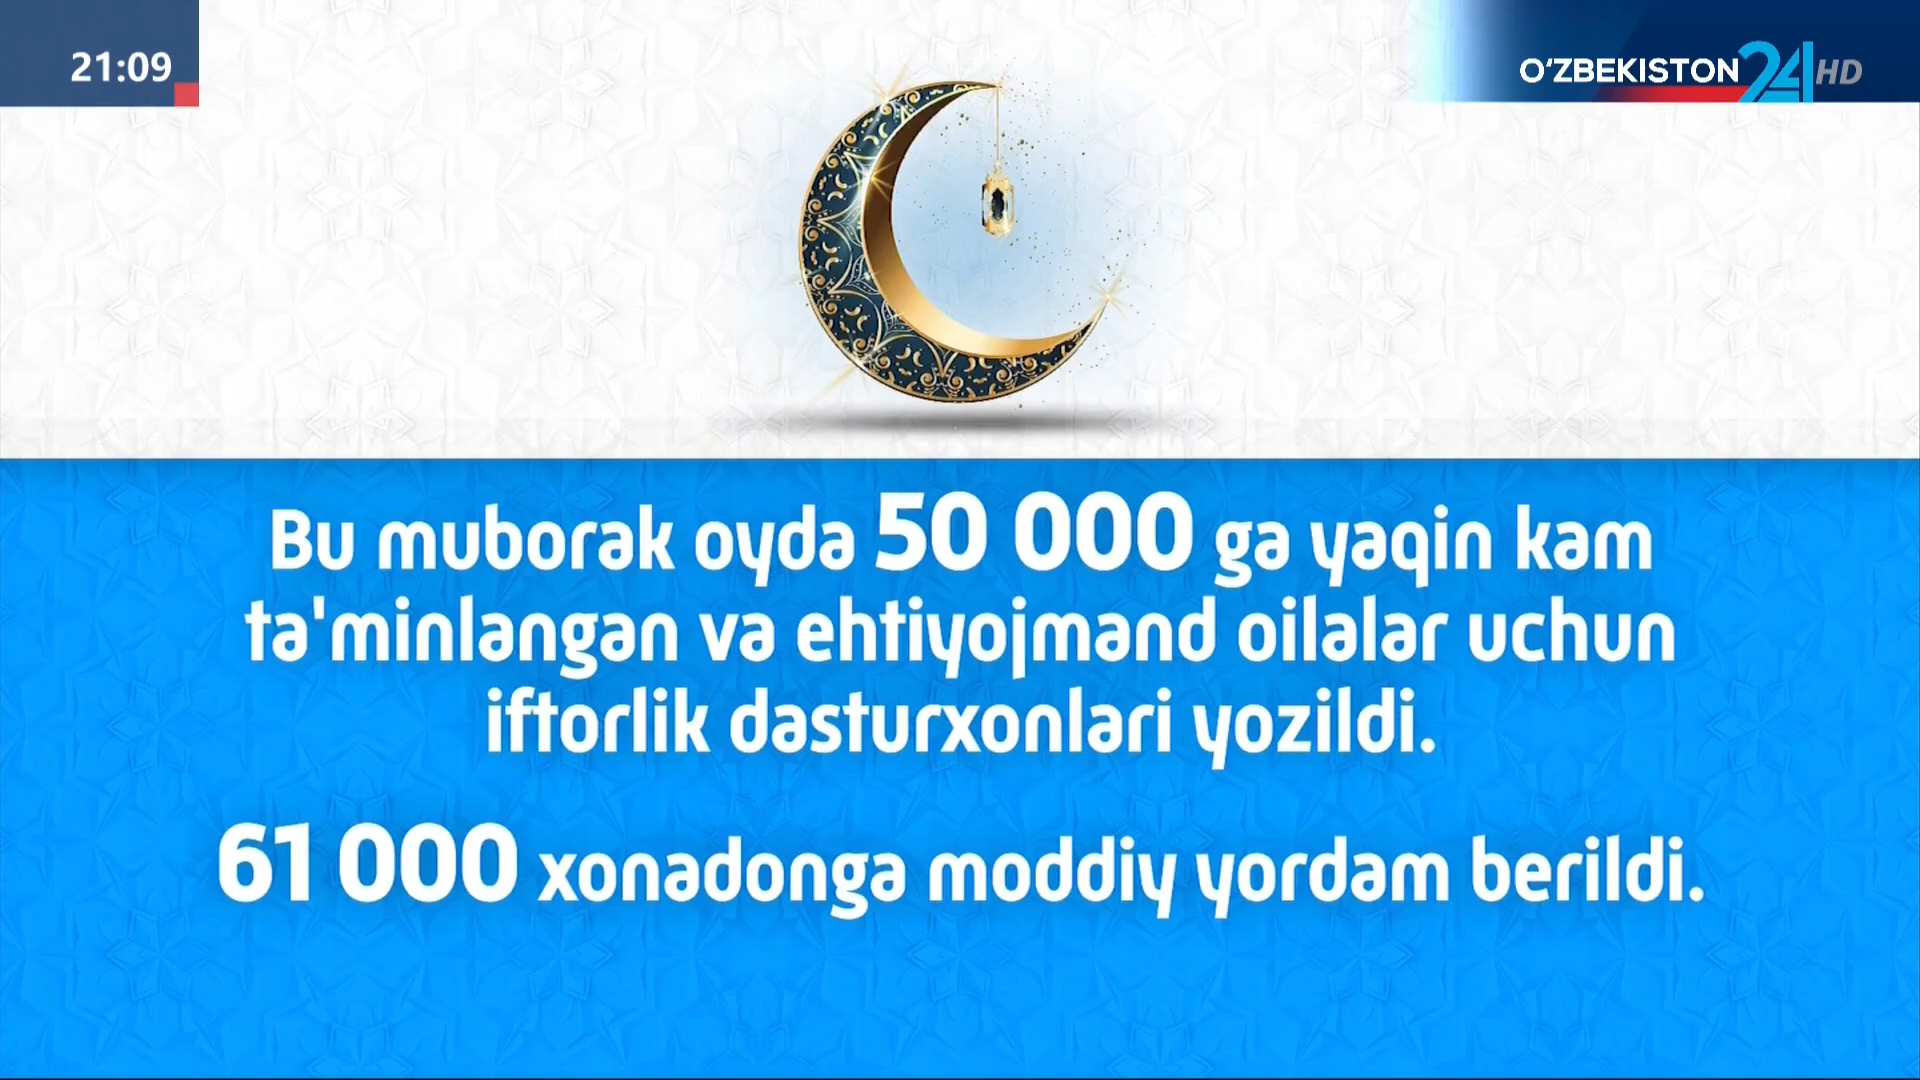 21:09
O‘ZBEKISTON 24 HD
Bu muborak oyda 50 000 ga yaqin kam
ta'minlangan va ehtiyojmand oilalar uchun
iftorlik dasturxonlari yozildi.
61 000 xonadonga moddiy yordam berildi.